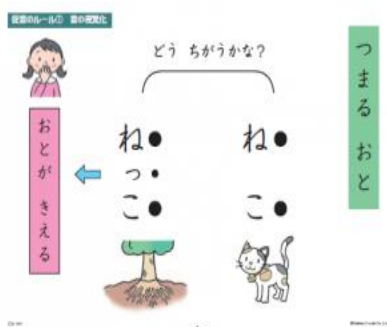 促音のルール① 音の視覚化
つまる おと
どう ちがうかな？
ねこ
ねっこ
おとが きえる